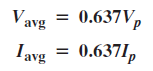 Vavg = 0.637Vp
Iavg = 0.637Ip